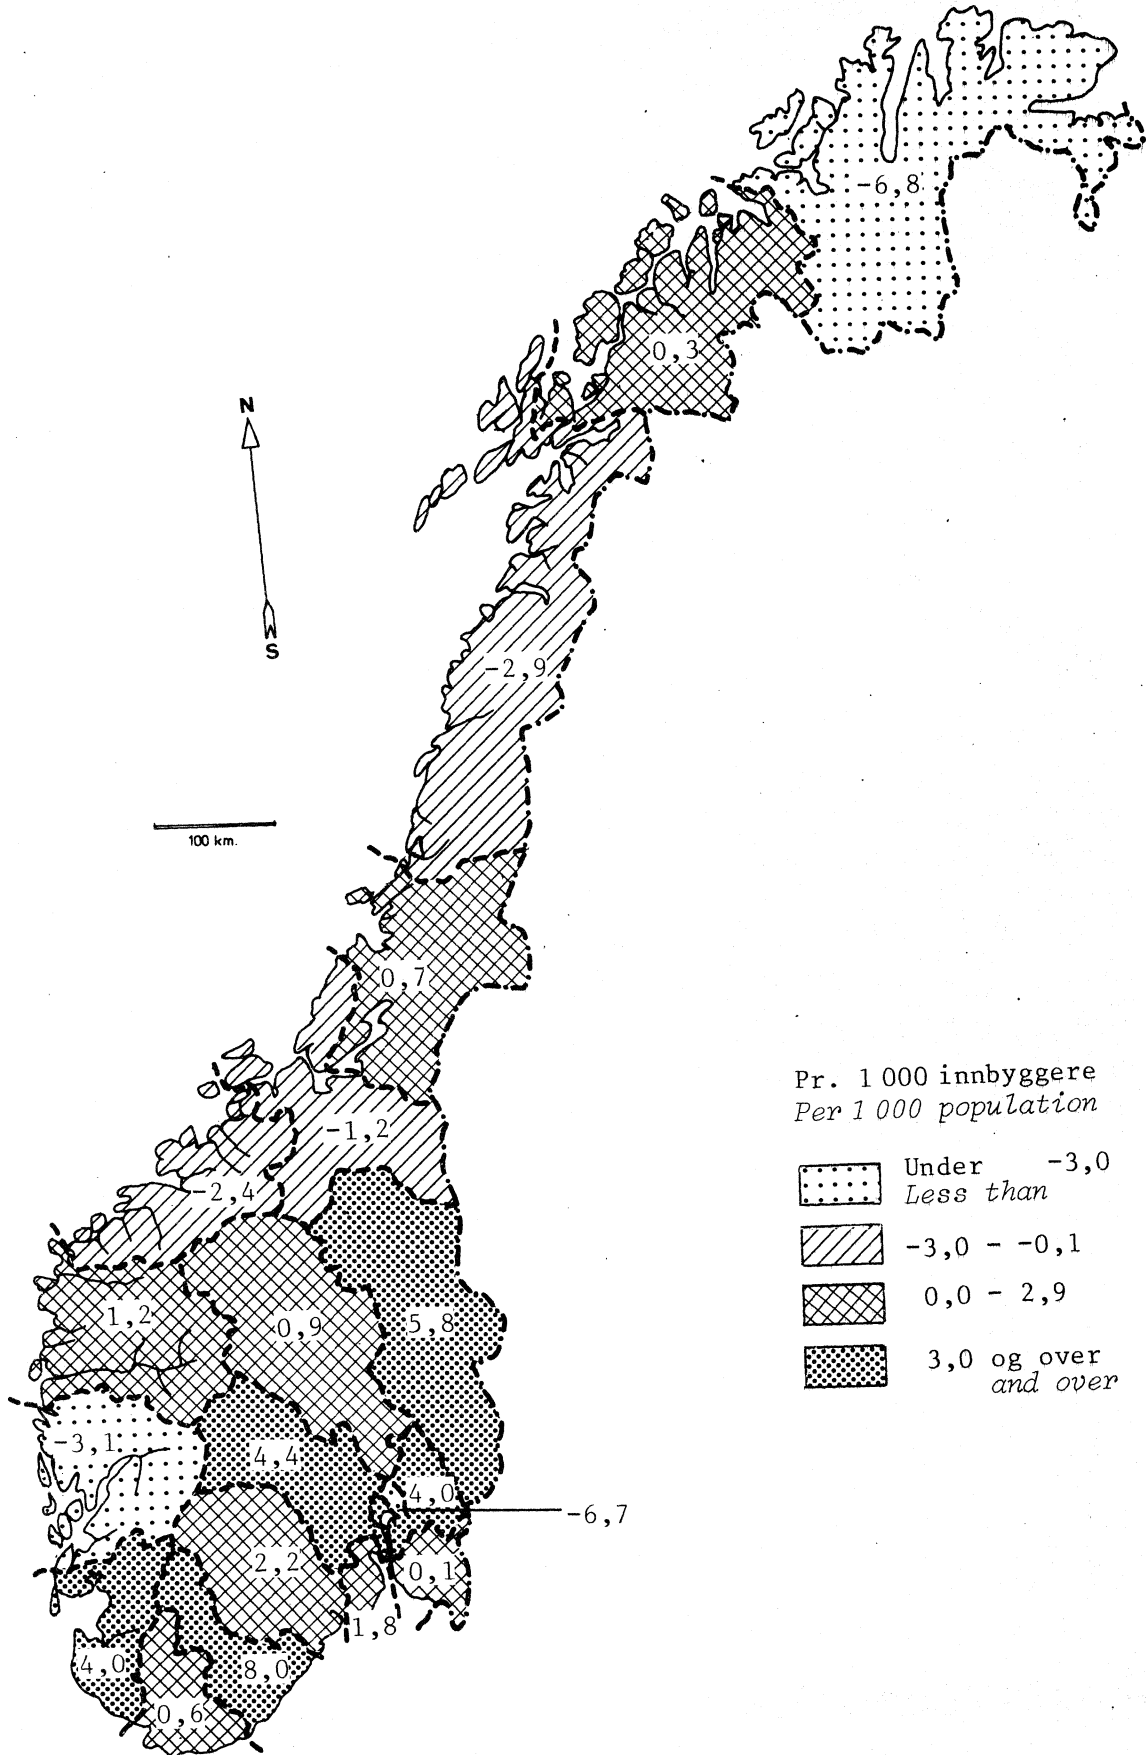 -6,8
0,3
N
S
-2,9
100 km.
0,7
Pr. 1 000 innbyggere
Per 1 000 population
-1,2
Under -3,0
Less than
-2,4
-3,0 - -0,1
0,0 - 2,9
1,2
0,9
5,8
3,0 og over
and over
-3,1
4,4
4,0
-6,7
2,2
0,1
1,8
4,0
8,0
0,6